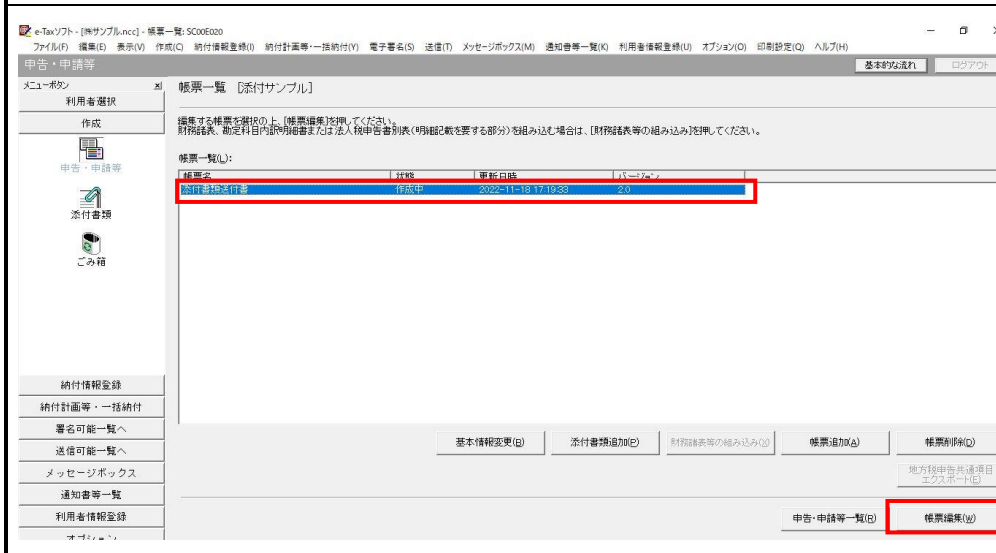 e-Taxソフト - [㈱サンプル.ncc] - 帳票一覧: SC00E020
ファイル(F) 編集(E) 表示(V) 作成(C) 納付情報登録(I) 納付計画等・一括納付(Y) 電子署名(S) 送信(T) メッセージボックス(M) 通知書等一覧(K) 利用者情報登録(U) オプション(O) 印刷設定(Q) ヘルプ(H)
申告・申請等 基本的な流れ ログアウト
メニューボタン
利用者選択
作成
申告・申請等
添付書類
ごみ箱
納付情報登録
納付計画等・一括納付
署名可能一覧へ
送信可能一覧へ
メッセージボックス
通知書等一覧
利用者情報登録
オプション
帳票一覧 [添付サンプル]
編集する帳票を選択の上、[帳票編集]を押してください。
財務諸表、勘定科目内訳明細書または法人税申告書別表(明細記載を要する部分)を組み込む場合は、[財務諸表等の組み込み]を押してください。
帳票一覧(L):
帳票名 状態 更新日時 バージョン
添付書類送付書 作成中 2022-11-18 17:19:33 2.0
基本情報変更(B) 添付書類追加(P) 財務諸表等の組み込み(X) 帳票追加(A) 帳票削除(D)
地方税申告共通項目
エクスポート(E)
申告・申請等一覧(R) 帳票編集(W)